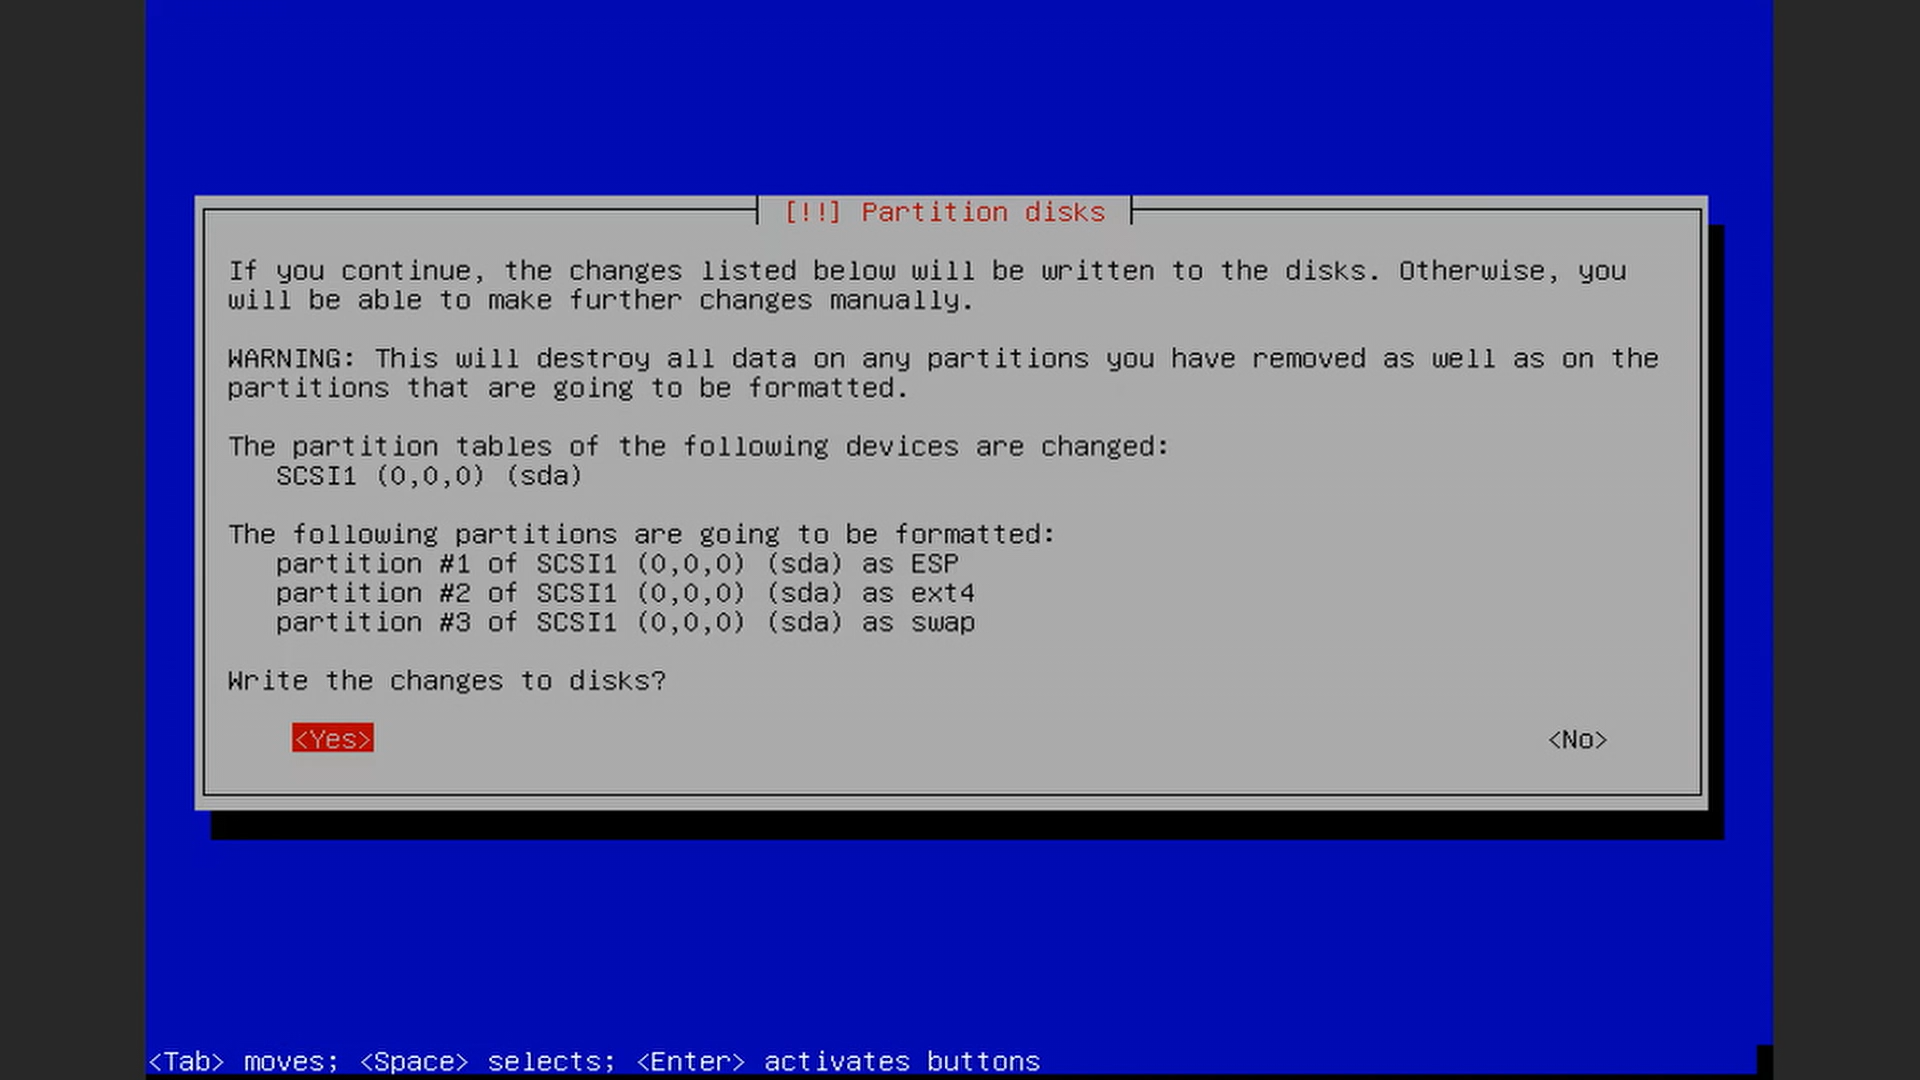 [!!] Partition disks
If you continue, the changes listed below will be written to the disks. Otherwise, you
will be able to make further changes manually.
WARNING: This will destroy all data on any partitions you have removed as well as on the
partitions that are going to be formatted.
The partition tables of the following devices are changed:
SCSI1 (0,0,0) (sda)
The following partitions are going to be formatted:
partition #1 of SCSI1 (0,0,0) (sda) as ESP
partition #2 of SCSI1 (0,0,0) (sda) as ext4
partition #3 of SCSI1 (0,0,0) (sda) as swap
Write the changes to disks?
<Yes> <No>
<Tab> moves; <Space> selects; <Enter> activates buttons